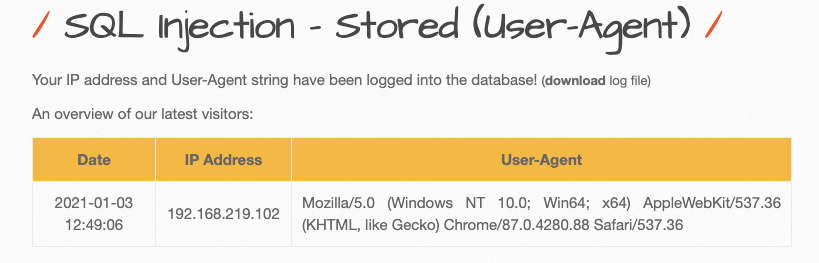 / SQL Injection - Stored (User-Agent) /
Your IP address and User-Agent string have been logged into the database! (download log file)
An overview of our latest visitors:
Date IP Address User-Agent
2021-01-03
12:49:06
192.168.219.102
Mozilla/5.0 (Windows NT 10.0; Win64; x64) AppleWebKit/537.36
(KHTML, like Gecko) Chrome/87.0.4280.88 Safari/537.36